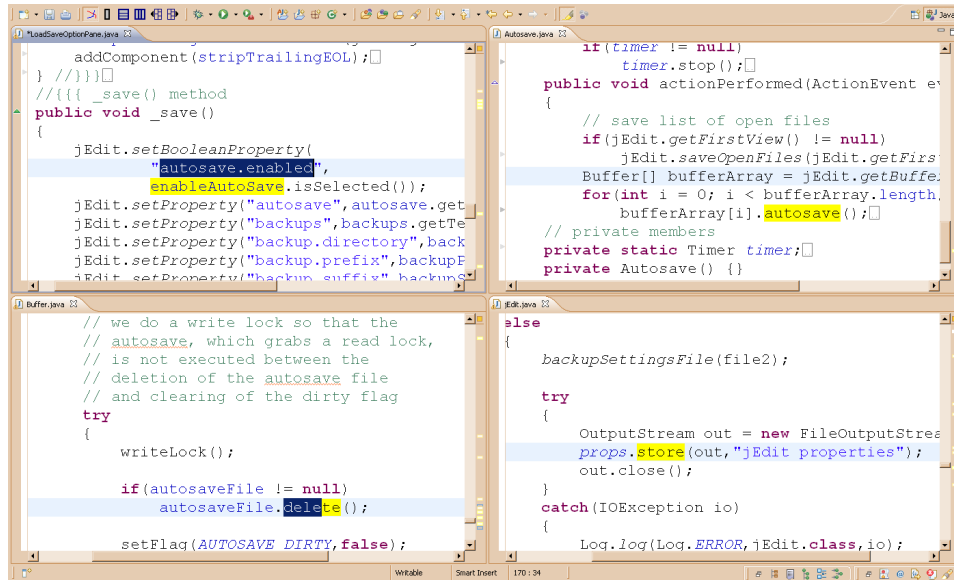 Java
*LoadSaveOptionPane.java
addComponent(stripTrailingEOL);
} //}}}
//{{{ _save() method
public void _save()
{
jEdit.setBooleanProperty(
"autosave.enabled",
enableAutoSave.isSelected());
jEdit.setProperty("autosave",autosave.get
jEdit.setProperty("backups",backups.getTe
jEdit.setProperty("backup.directory",back
jEdit.setProperty("backup.prefix",backupP
jEdit.setProperty("backup.suffix",backupS
Autosave.java
if(timer != null)
timer.stop();
public void actionPerformed(ActionEvent ev
{
// save list of open files
if(jEdit.getFirstView() != null)
jEdit.saveOpenFiles(jEdit.getFirs
Buffer[] bufferArray = jEdit.getBuffe
for(int i = 0; i < bufferArray.length
bufferArray[i].autosave();
// private members
private static Timer timer;
private Autosave() {}
Buffer.java
// we do a write lock so that the
// autosave, which grabs a read lock,
// is not executed between the
// deletion of the autosave file
// and clearing of the dirty flag
try
{
writeLock();
if(autosaveFile != null)
autosaveFile.delete();
setFlag(AUTOSAVE_DIRTY,false);
jEdit.java
else
{
backupSettingsFile(file2);
try
{
OutputStream out = new FileOutputStrea
props.store(out,"jEdit properties");
out.close();
}
catch(IOException io)
{
Log.log(Log.ERROR,jEdit.class,io);
Writable
Smart Insert
170 : 34